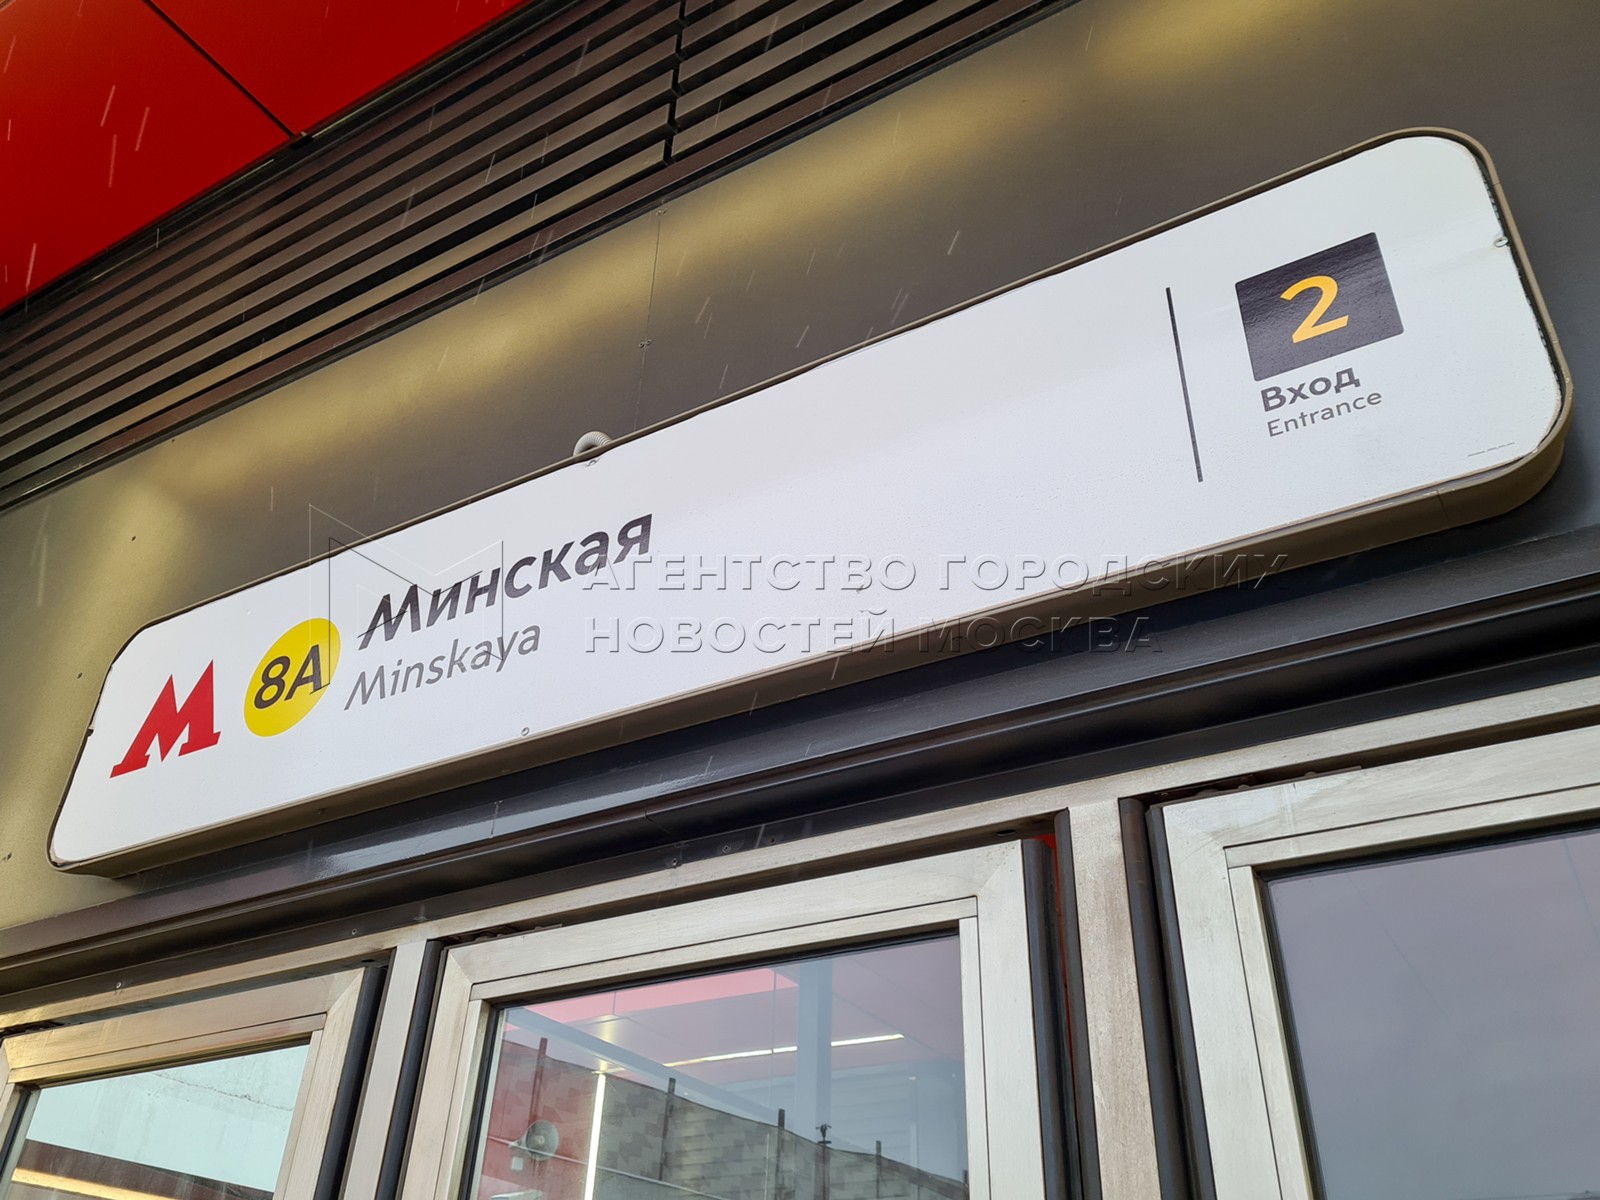 М 8А Минская
Minskaya
2
Вход
Entrance
АГЕНТСТВО ГОРОДСКИХ
НОВОСТЕЙ МОСКВА